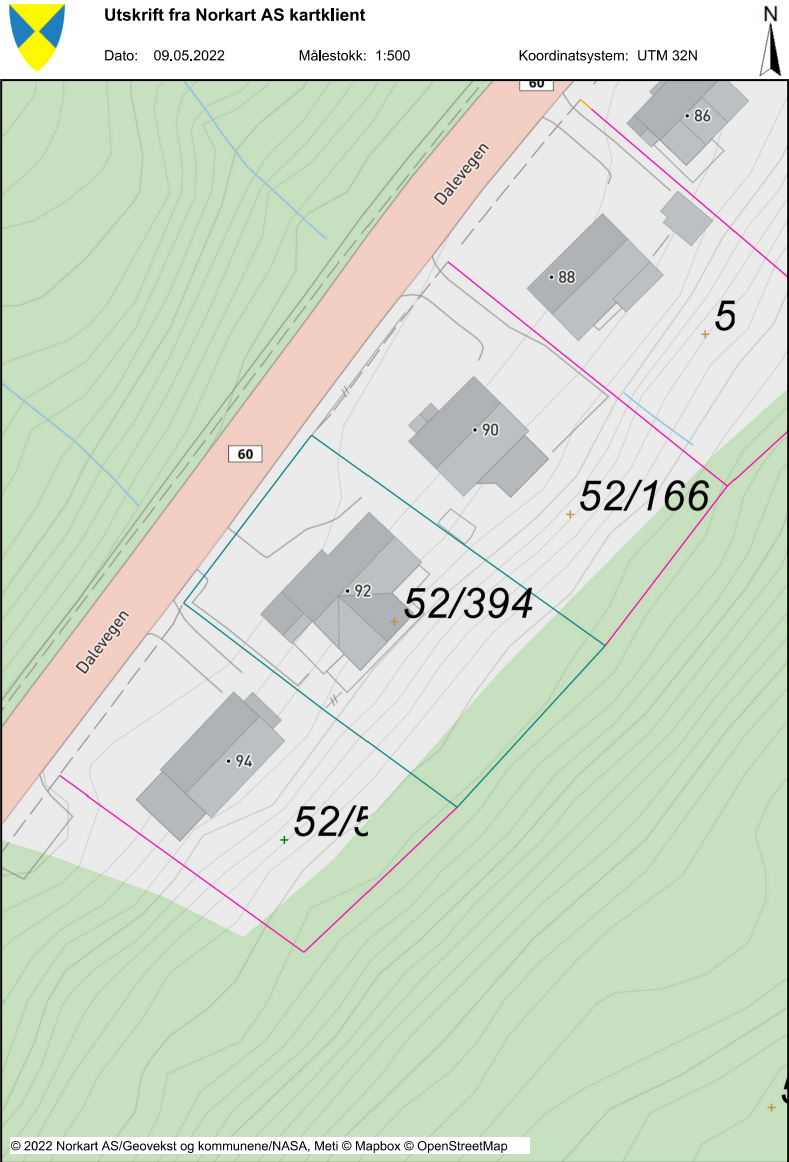 Utskrift fra Norkart AS kartklient
Dato: 09.05.2022 Målestokk: 1:500 Koordinatsystem: UTM 32N
N
60
86
Dalevegen
88
5
90
60
52/166
92
52/394
Dalevegen
94
52/5
© 2022 Norkart AS/Geovekst og kommunene/NASA, Meti © Mapbox © OpenStreetMap